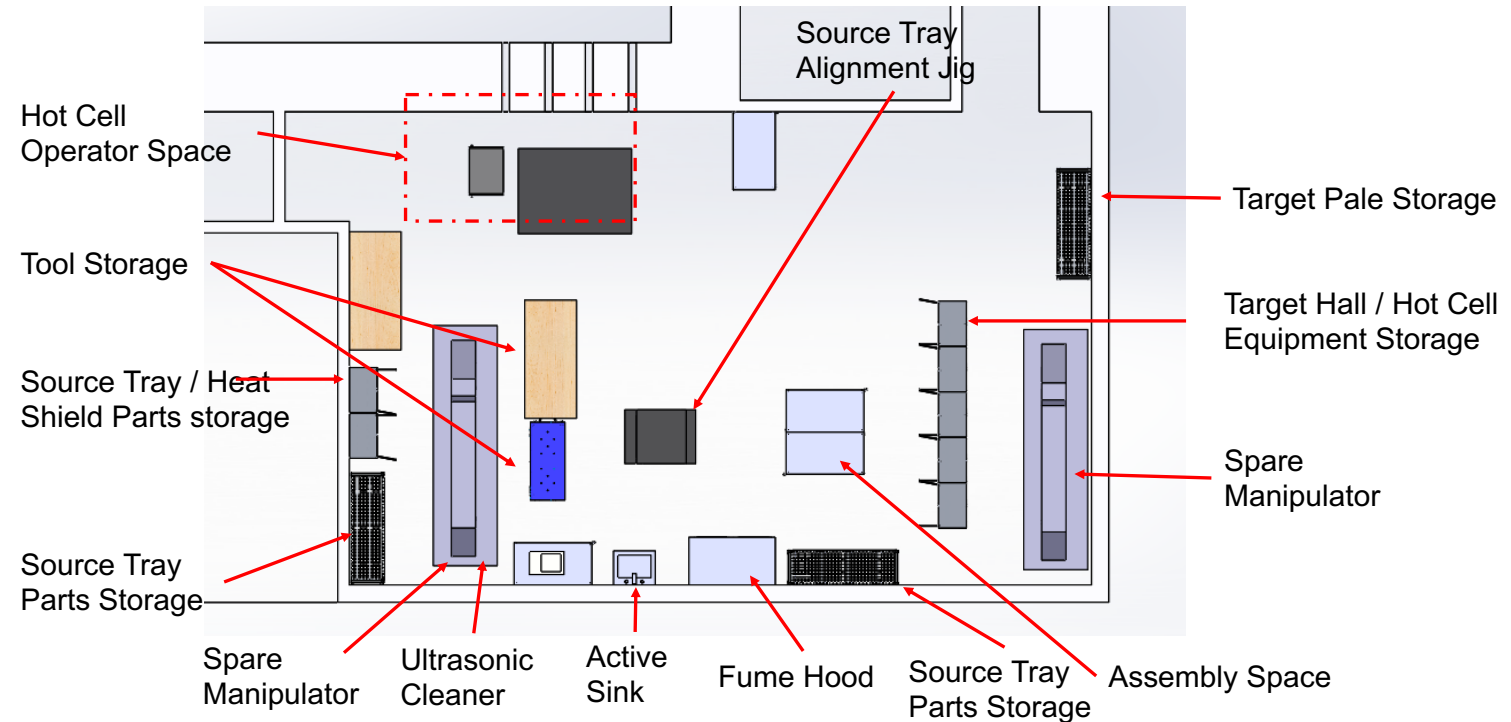 Source Tray
Alignment Jig
Hot Cell
Operator Space
Target Pale Storage
Tool Storage
Target Hall / Hot Cell
Equipment Storage
Source Tray / Heat
Shield Parts storage
Spare
Manipulator
Source Tray
Parts Storage
Spare
Manipulator
Ultrasonic
Cleaner
Active
Sink
Fume Hood
Source Tray
Parts Storage
Assembly Space